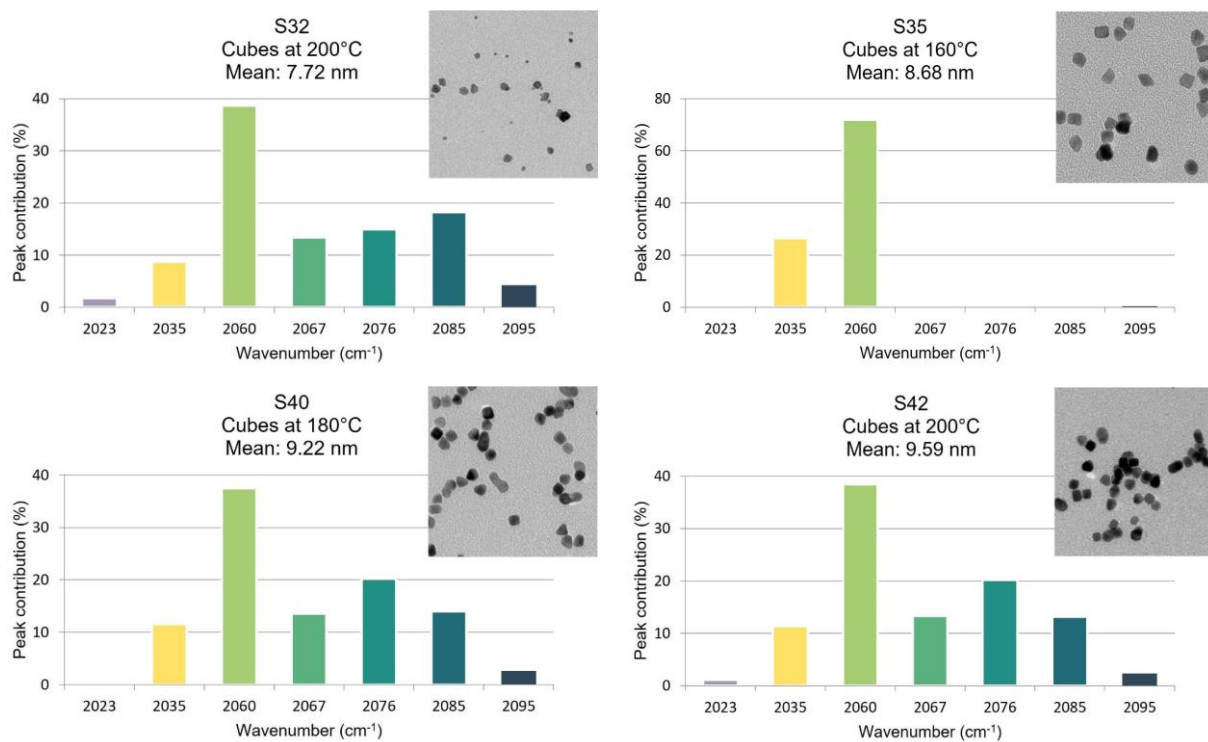 S32
Cubes at 200°C
Mean: 7.72 nm
Peak contribution (%)
40
30
20
10
0
2023 2035 2060 2067 2076 2085 2095
Wavenumber (cm⁻¹)
S35
Cubes at 160°C
Mean: 8.68 nm
Peak contribution (%)
80
60
40
20
0
2023 2035 2060 2067 2076 2085 2095
Wavenumber (cm⁻¹)
S40
Cubes at 180°C
Mean: 9.22 nm
Peak contribution (%)
40
30
20
10
0
2023 2035 2060 2067 2076 2085 2095
Wavenumber (cm⁻¹)
S42
Cubes at 200°C
Mean: 9.59 nm
Peak contribution (%)
40
30
20
10
0
2023 2035 2060 2067 2076 2085 2095
Wavenumber (cm⁻¹)